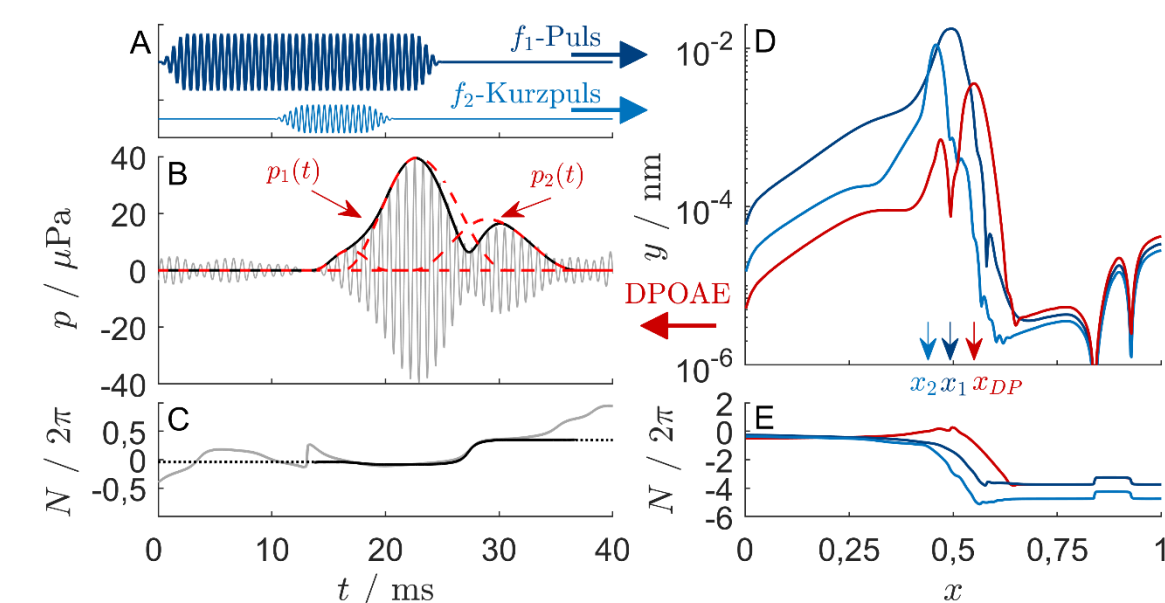 A
f₁-Puls
f₂-Kurzpuls
B
p₁(t)
p₂(t)
40
20
0
-20
-40
p / μPa
DPOAE
C
0,5
0
-0,5
N / 2π
0
10
20
30
40
t / ms
D
10⁻²
10⁻⁴
10⁻⁶
y / nm
x₂ x₁ x_DP
E
2
0
-2
-4
-6
N / 2π
0
0,25
0,5
0,75
1
x